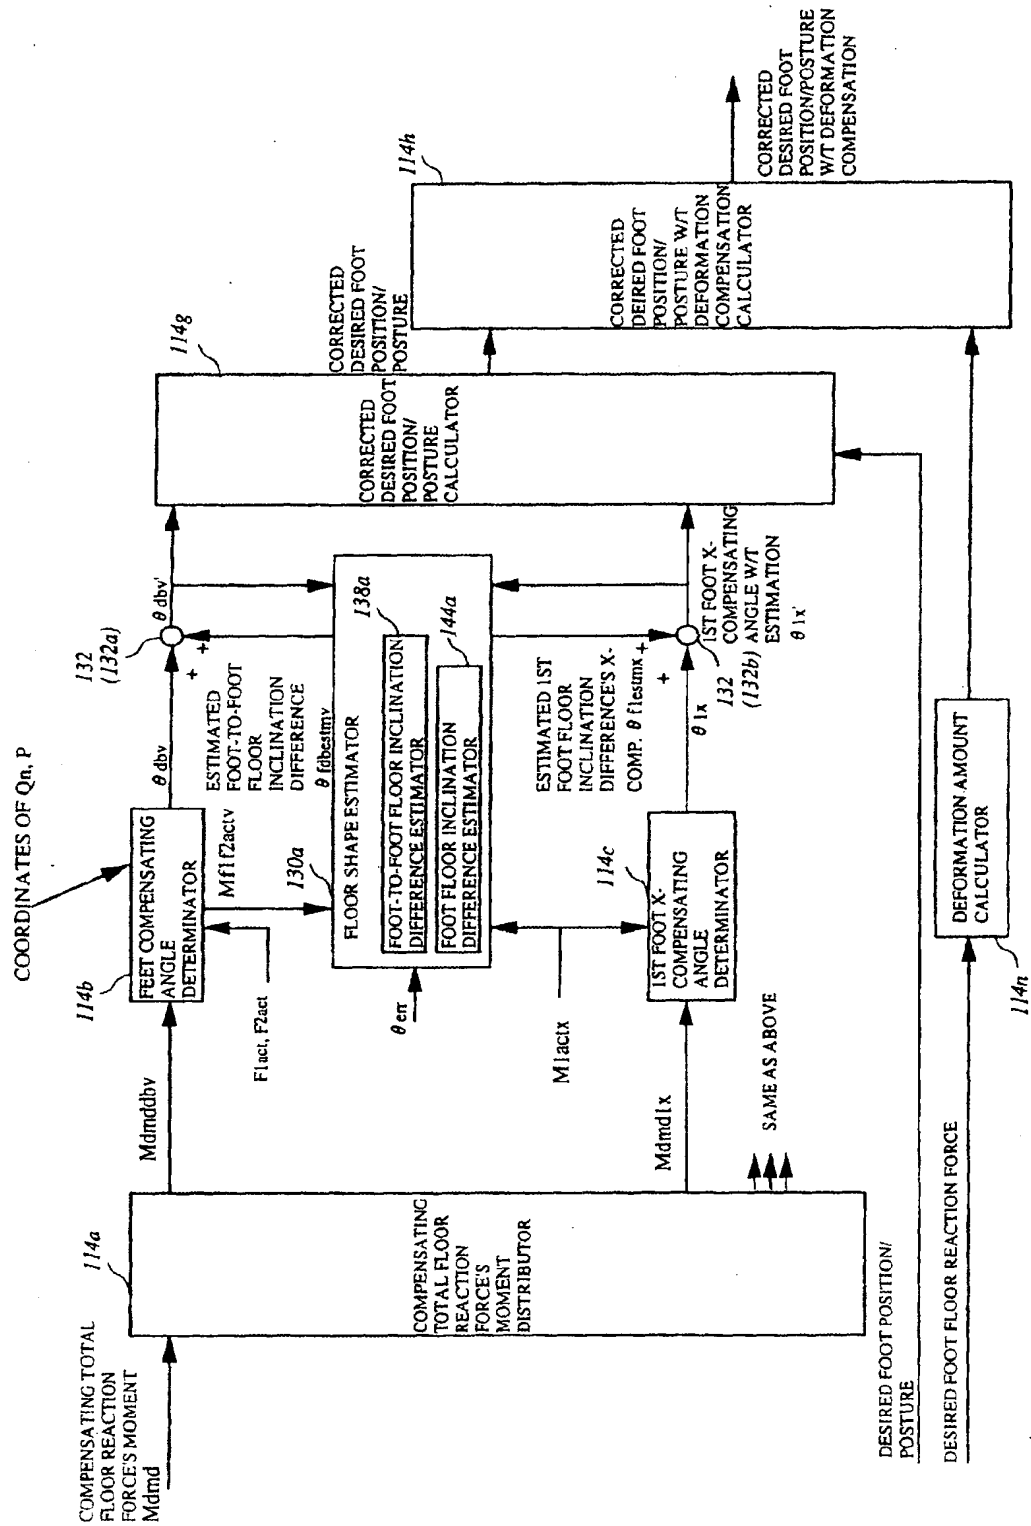 COORDINATES OF Qn, P
COMPENSATING TOTAL
FLOOR REACTION
FORCE'S MOMENT
Mdmd
114a
COMPENSATING
TOTAL FLOOR
REACTION
FORCE'S
MOMENT
DISTRIBUTOR
Mdmddbv
114b
FEET COMPENSATING
ANGLE
DETERMINATOR
F1act, F2act
Mf1f2actv
θ dbv
132
(132a)
+
+
θ dbv'
ESTIMATED
FOOT-TO-FOOT
FLOOR
INCLINATION
DIFFERENCE
θ fdbestmv
130a
FLOOR SHAPE ESTIMATOR
138a
FOOT-TO-FOOT FLOOR INCLINATION
DIFFERENCE ESTIMATOR
144a
FOOT FLOOR INCLINATION
DIFFERENCE ESTIMATOR
θ err
M1actx
ESTIMATED 1ST
FOOT FLOOR
INCLINATION
DIFFERENCE'S X-
COMP. θ f1estmx
+
+
Mdmd1x
114c
1ST FOOT X-
COMPENSATING
ANGLE
DETERMINATOR
θ 1x
132
(132b)
1ST FOOT X-
COMPENSATING
ANGLE W/T
ESTIMATION
θ 1x'
SAME AS ABOVE
114g
CORRECTED
DESIRED FOOT
POSITION/
POSTURE
CALCULATOR
CORRECTED
DESIRED FOOT
POSITION/
POSTURE
114h
CORRECTED
DEIRED FOOT
POSITION/
POSTURE W/T
DEFORMATION
COMPENSATION
CALCULATOR
CORRECTED
DESIRED FOOT
POSITION/POSTURE
W/T DEFORMATION
COMPENSATION
DESIRED FOOT POSITION/
POSTURE
DESIRED FOOT FLOOR REACTION FORCE
DEFORMATION AMOUNT
CALCULATOR
114n